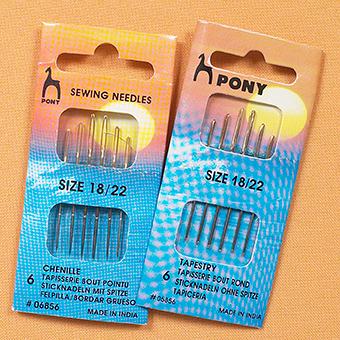 PONY
SEWING NEEDLES
SIZE 18/22
CHENILLE
6 TAPISSERIE BOUT POINTU
STICKNADELN MIT SPITZE
FELPILLA/BORDAR GRUESO
# 06856
MADE IN INDIA
PONY
SIZE 18/22
TAPESTRY
6 TAPISSERIE BOUT ROND
STICKNADELN OHNE SPITZE
TAPICERIA
# 06856
MADE IN INDIA